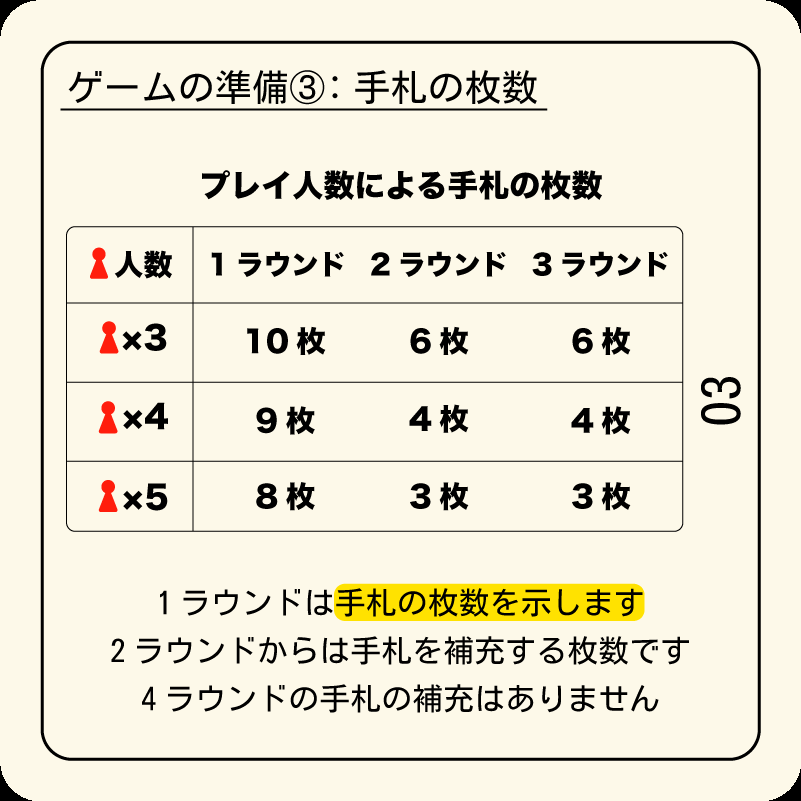 ゲームの準備③：手札の枚数
プレイ人数による手札の枚数
人数 1ラウンド 2ラウンド 3ラウンド
×3 10枚 6枚 6枚
×4 9枚 4枚 4枚
×5 8枚 3枚 3枚
03
1ラウンドは手札の枚数を示します
2ラウンドからは手札を補充する枚数です
4ラウンドの手札の補充はありません